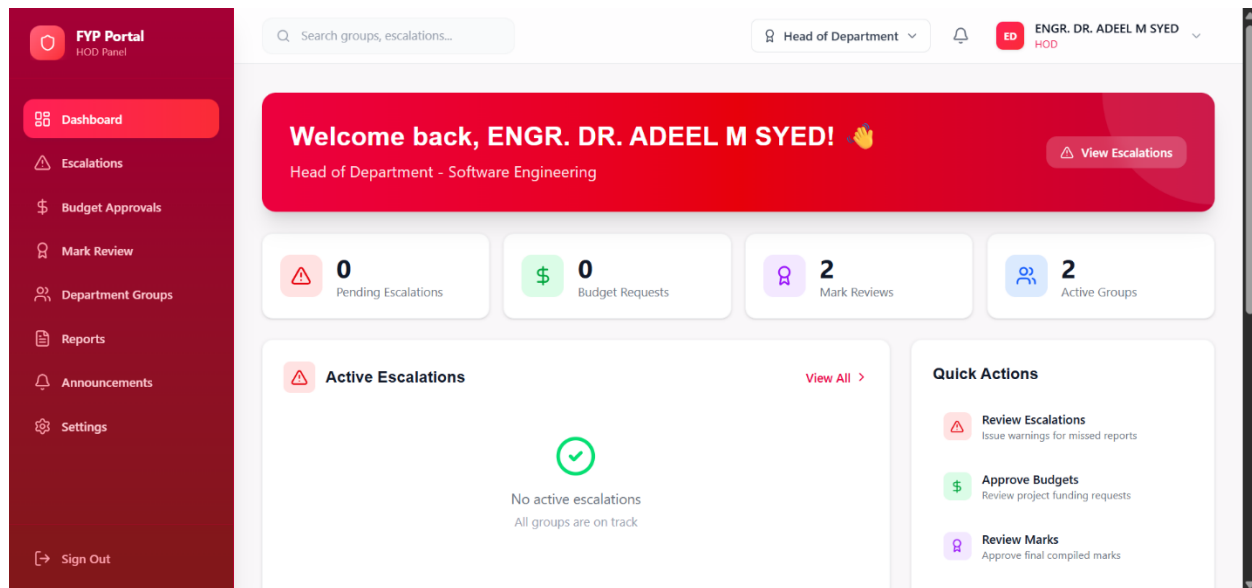 FYP Portal
HOD Panel
Dashboard
Escalations
Budget Approvals
Mark Review
Department Groups
Reports
Announcements
Settings
Sign Out
Search groups, escalations...
Head of Department
ED
ENGR. DR. ADEEL M SYED
HOD
Welcome back, ENGR. DR. ADEEL M SYED! 👋
Head of Department - Software Engineering
View Escalations
0
Pending Escalations
0
Budget Requests
2
Mark Reviews
2
Active Groups
Active Escalations
View All
No active escalations
All groups are on track
Quick Actions
Review Escalations
Issue warnings for missed reports
Approve Budgets
Review project funding requests
Review Marks
Approve final compiled marks